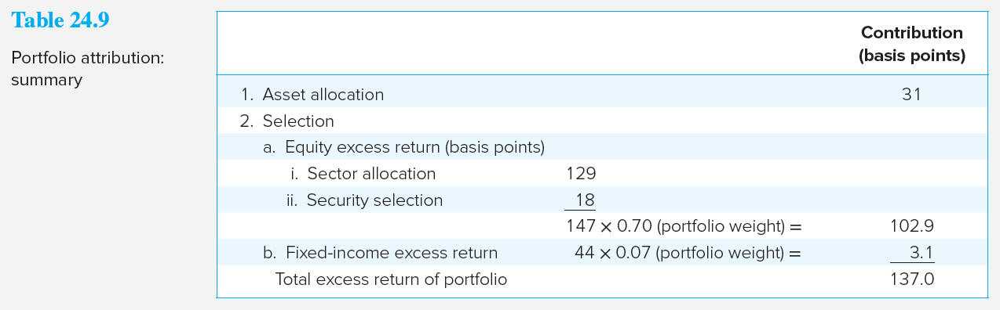 Table 24.9
Portfolio attribution:
summary
Contribution
(basis points)
1. Asset allocation 31
2. Selection
a. Equity excess return (basis points)
i. Sector allocation 129
ii. Security selection 18
147 × 0.70 (portfolio weight) = 102.9
b. Fixed-income excess return 44 × 0.07 (portfolio weight) = 3.1
Total excess return of portfolio 137.0